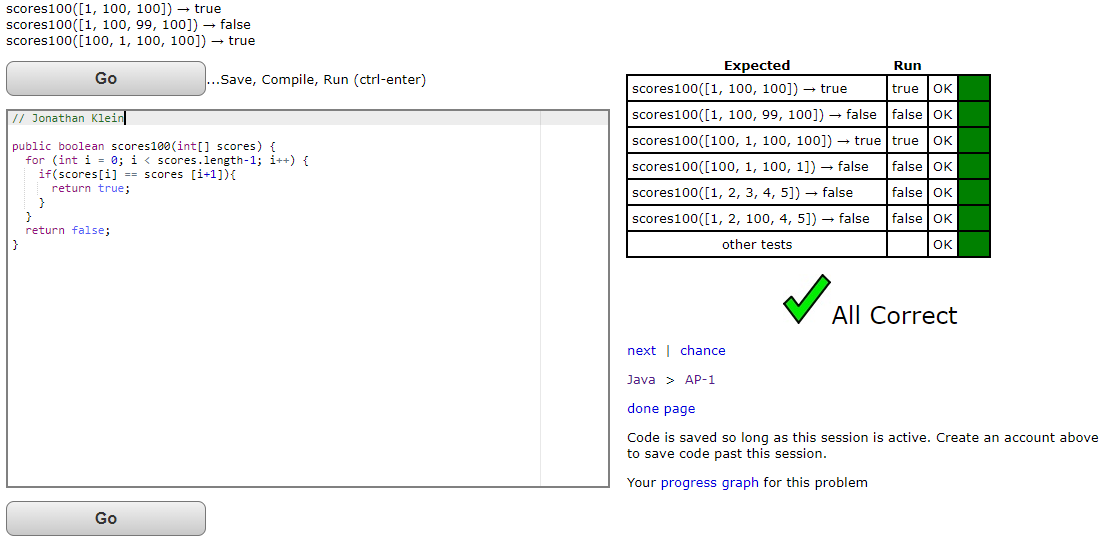 scores100([1, 100, 100]) → true
scores100([1, 100, 99, 100]) → false
scores100([100, 1, 100, 100]) → true
Go
...Save, Compile, Run (ctrl-enter)
// Jonathan Klein
public boolean scores100(int[] scores) {
for (int i = 0; i < scores.length-1; i++) {
if(scores[i] == scores [i+1]){
return true;
}
}
return false;
}
Go
Expected Run
scores100([1, 100, 100]) → true true OK
scores100([1, 100, 99, 100]) → false false OK
scores100([100, 1, 100, 100]) → true true OK
scores100([100, 1, 100, 1]) → false false OK
scores100([1, 2, 3, 4, 5]) → false false OK
scores100([1, 2, 100, 4, 5]) → false false OK
other tests OK
All Correct
next | chance
Java > AP-1
done page
Code is saved so long as this session is active. Create an account above
to save code past this session.
Your progress graph for this problem